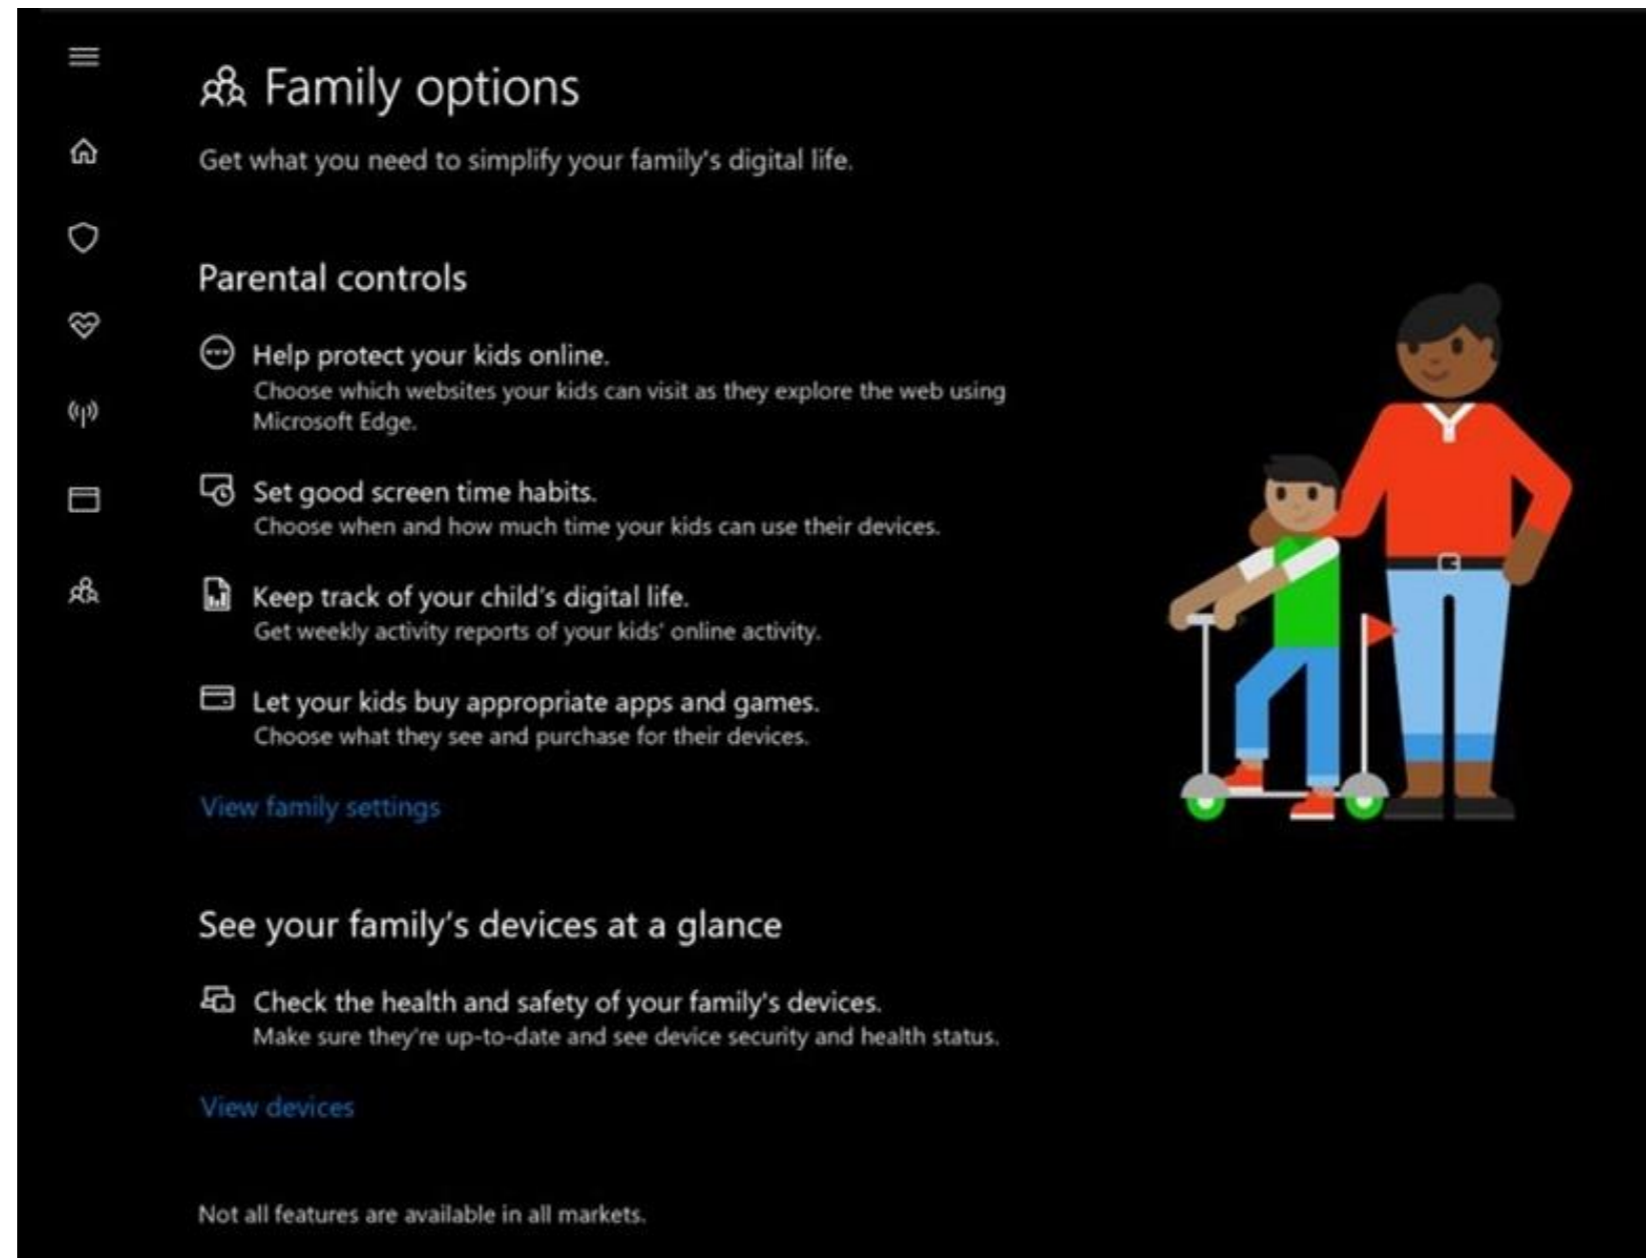 Family options
Get what you need to simplify your family's digital life.
Parental controls
Help protect your kids online.
Choose which websites your kids can visit as they explore the web using
Microsoft Edge.
Set good screen time habits.
Choose when and how much time your kids can use their devices.
Keep track of your child's digital life.
Get weekly activity reports of your kids' online activity.
Let your kids buy appropriate apps and games.
Choose what they see and purchase for their devices.
View family settings
See your family's devices at a glance
Check the health and safety of your family's devices.
Make sure they're up-to-date and see device security and health status.
View devices
Not all features are available in all markets.